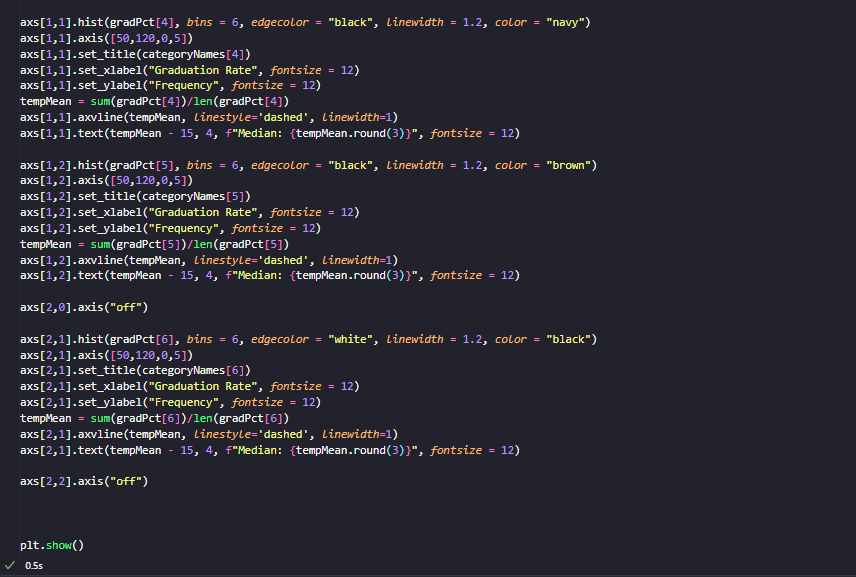 axs[1,1].hist(gradPct[4], bins = 6, edgecolor = "black", linewidth = 1.2, color = "navy")
axs[1,1].axis([50,120,0,5])
axs[1,1].set_title(categoryNames[4])
axs[1,1].set_xlabel("Graduation Rate", fontsize = 12)
axs[1,1].set_ylabel("Frequency", fontsize = 12)
tempMean = sum(gradPct[4])/len(gradPct[4])
axs[1,1].axvline(tempMean, linestyle='dashed', linewidth=1)
axs[1,1].text(tempMean - 15, 4, f"Median: {tempMean.round(3)}", fontsize = 12)
axs[1,2].hist(gradPct[5], bins = 6, edgecolor = "black", linewidth = 1.2, color = "brown")
axs[1,2].axis([50,120,0,5])
axs[1,2].set_title(categoryNames[5])
axs[1,2].set_xlabel("Graduation Rate", fontsize = 12)
axs[1,2].set_ylabel("Frequency", fontsize = 12)
tempMean = sum(gradPct[5])/len(gradPct[5])
axs[1,2].axvline(tempMean, linestyle='dashed', linewidth=1)
axs[1,2].text(tempMean - 15, 4, f"Median: {tempMean.round(3)}", fontsize = 12)
axs[2,0].axis("off")
axs[2,1].hist(gradPct[6], bins = 6, edgecolor = "white", linewidth = 1.2, color = "black")
axs[2,1].axis([50,120,0,5])
axs[2,1].set_title(categoryNames[6])
axs[2,1].set_xlabel("Graduation Rate", fontsize = 12)
axs[2,1].set_ylabel("Frequency", fontsize = 12)
tempMean = sum(gradPct[6])/len(gradPct[6])
axs[2,1].axvline(tempMean, linestyle='dashed', linewidth=1)
axs[2,1].text(tempMean - 15, 4, f"Median: {tempMean.round(3)}", fontsize = 12)
axs[2,2].axis("off")
plt.show()
0.5s